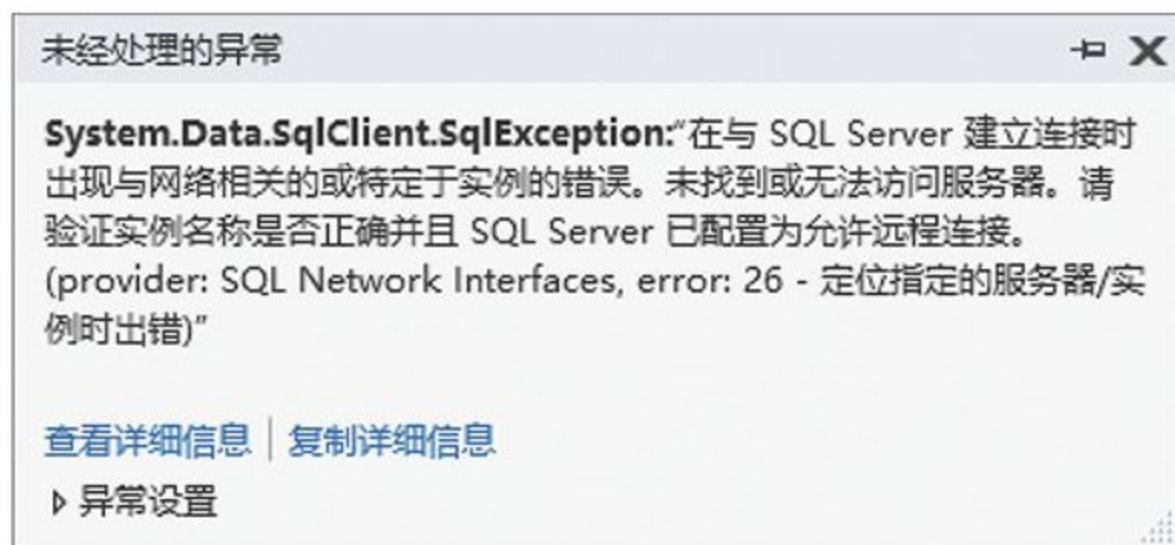 未经处理的异常
System.Data.SqlClient.SqlException:“在与 SQL Server 建立连接时
出现与网络相关的或特定于实例的错误。未找到或无法访问服务器。请
验证实例名称是否正确并且 SQL Server 已配置为允许远程连接。
(provider: SQL Network Interfaces, error: 26 - 定位指定的服务器/实
例时出错)”
查看详细信息 | 复制详细信息
异常设置